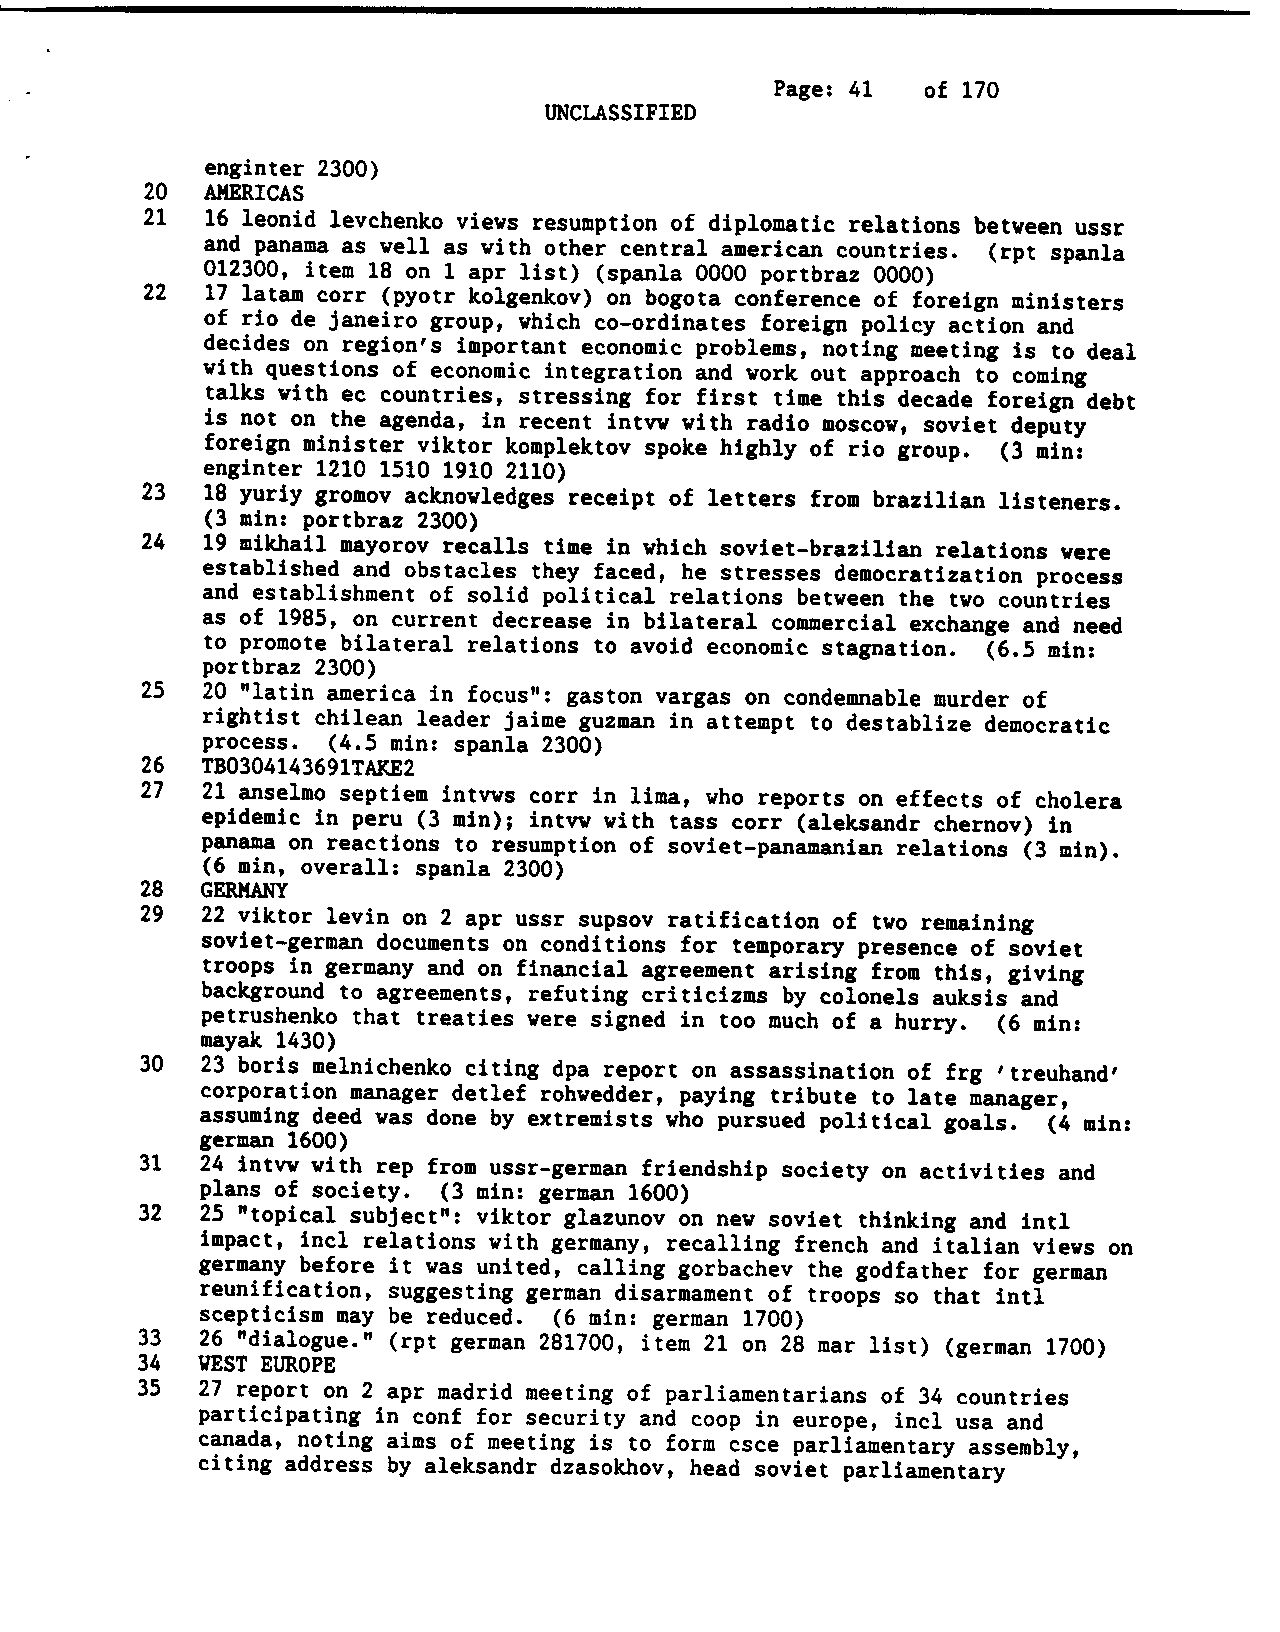 Page: 41 of 170
UNCLASSIFIED
enginter 2300)
20 AMERICAS
21 16 leonid levchenko views resumption of diplomatic relations between ussr
and panama as well as with other central american countries. (rpt spanla
012300, item 18 on 1 apr list) (spanla 0000 portbraz 0000)
22 17 latam corr (pyotr kolgenkov) on bogota conference of foreign ministers
of rio de janeiro group, which co-ordinates foreign policy action and
decides on region's important economic problems, noting meeting is to deal
with questions of economic integration and work out approach to coming
talks with ec countries, stressing for first time this decade foreign debt
is not on the agenda, in recent intvw with radio moscow, soviet deputy
foreign minister viktor komplektov spoke highly of rio group. (3 min:
enginter 1210 1510 1910 2110)
23 18 yuriy gromov acknowledges receipt of letters from brazilian listeners.
(3 min: portbraz 2300)
24 19 mikhail mayorov recalls time in which soviet-brazilian relations were
established and obstacles they faced, he stresses democratization process
and establishment of solid political relations between the two countries
as of 1985, on current decrease in bilateral commercial exchange and need
to promote bilateral relations to avoid economic stagnation. (6.5 min:
portbraz 2300)
25 20 "latin america in focus": gaston vargas on condemnable murder of
rightist chilean leader jaime guzman in attempt to destablize democratic
process. (4.5 min: spanla 2300)
26 TB0304143691TAKE2
27 21 anselmo septiem intvws corr in lima, who reports on effects of cholera
epidemic in peru (3 min); intvw with tass corr (aleksandr chernov) in
panama on reactions to resumption of soviet-panamanian relations (3 min).
(6 min, overall: spanla 2300)
28 GERMANY
29 22 viktor levin on 2 apr ussr supsov ratification of two remaining
soviet-german documents on conditions for temporary presence of soviet
troops in germany and on financial agreement arising from this, giving
background to agreements, refuting criticizms by colonels auksis and
petrushenko that treaties were signed in too much of a hurry. (6 min:
mayak 1430)
30 23 boris melnichenko citing dpa report on assassination of frg 'treuhand'
corporation manager detlef rohwedder, paying tribute to late manager,
assuming deed was done by extremists who pursued political goals. (4 min:
german 1600)
31 24 intvw with rep from ussr-german friendship society on activities and
plans of society. (3 min: german 1600)
32 25 "topical subject": viktor glazunov on new soviet thinking and intl
impact, incl relations with germany, recalling french and italian views on
germany before it was united, calling gorbachev the godfather for german
reunification, suggesting german disarmament of troops so that intl
scepticism may be reduced. (6 min: german 1700)
33 26 "dialogue." (rpt german 281700, item 21 on 28 mar list) (german 1700)
34 WEST EUROPE
35 27 report on 2 apr madrid meeting of parliamentarians of 34 countries
participating in conf for security and coop in europe, incl usa and
canada, noting aims of meeting is to form csce parliamentary assembly,
citing address by aleksandr dzasokhov, head soviet parliamentary